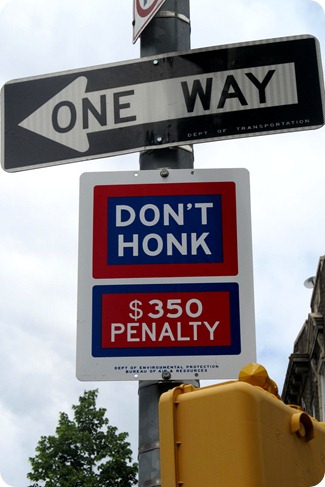 ONE WAY
DEPT OF TRANSPORTATION
DON'T
HONK
$350
PENALTY
DEPT OF ENVIRONMENTAL PROTECTION
BUREAU OF AIR RESOURCES